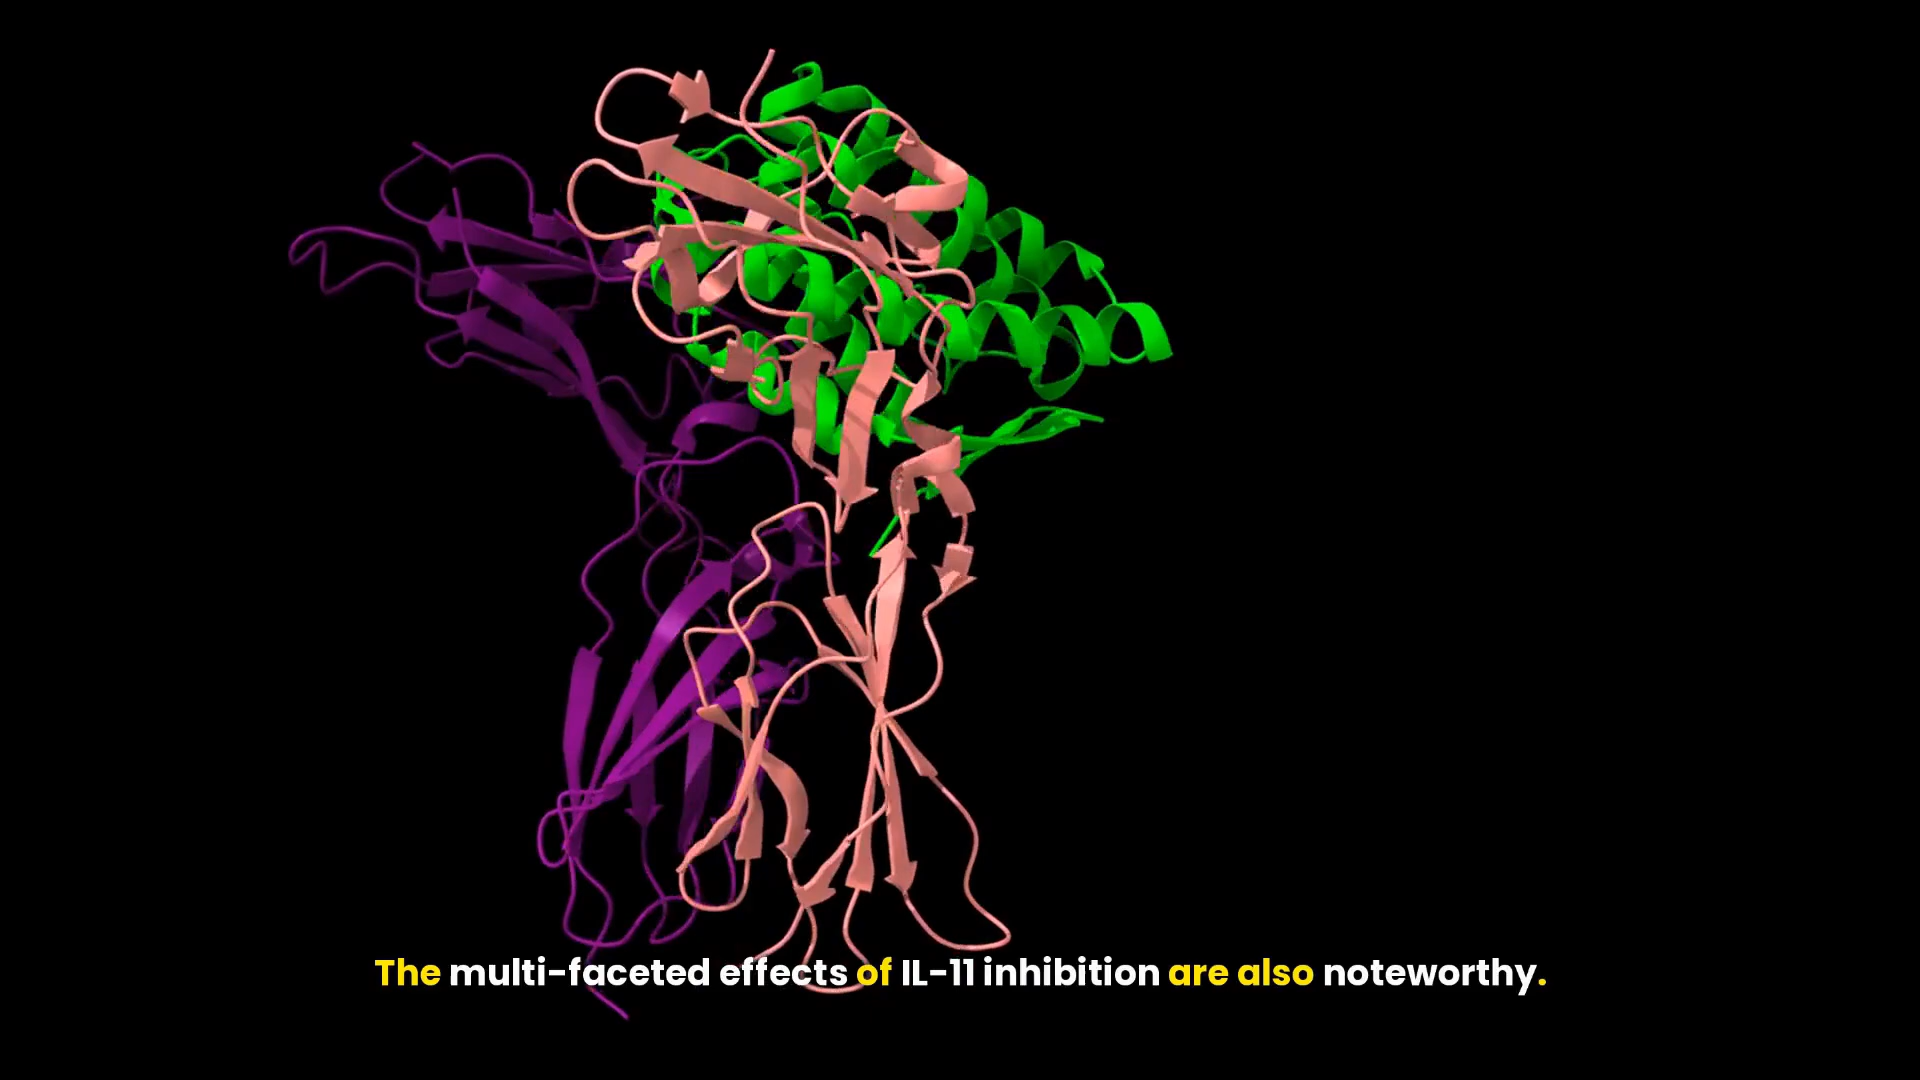 The multi-faceted effects of IL-11 inhibition are also noteworthy.